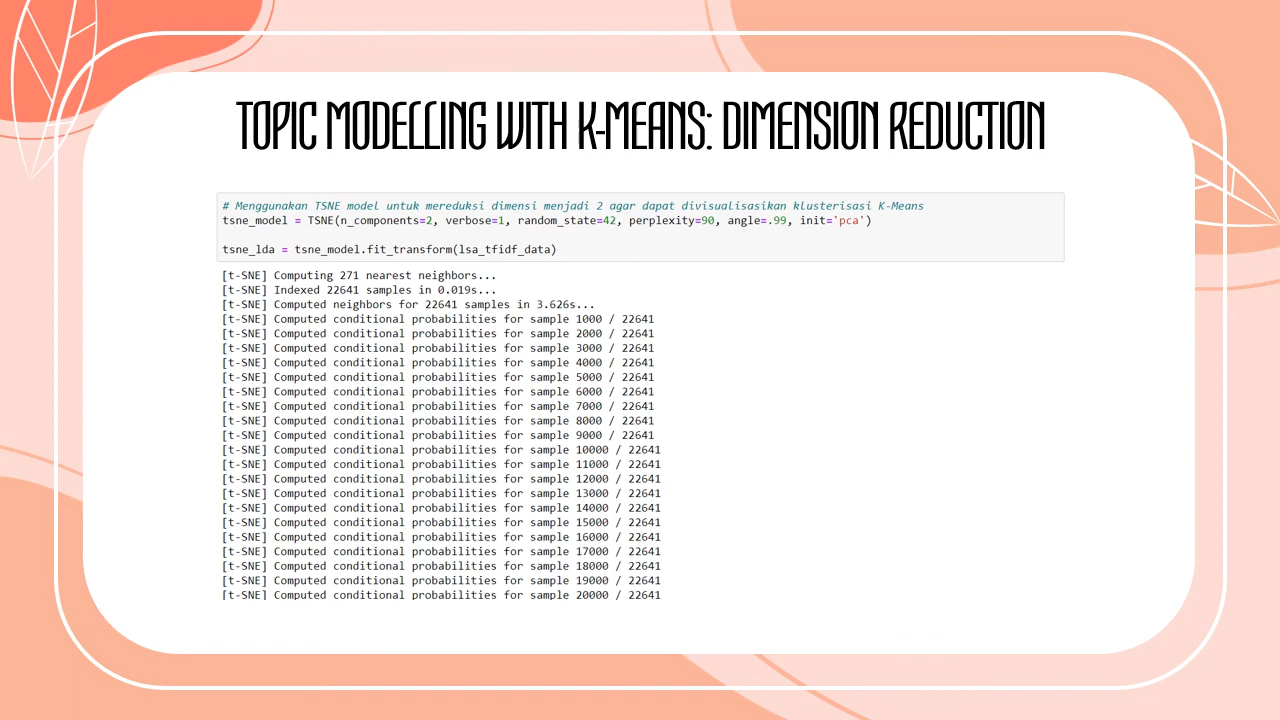 TOPIC MODELLING WITH K-MEANS: DIMENSION REDUCTION
# Menggunakan TSNE model untuk mereduksi dimensi menjadi 2 agar dapat divisualisasikan klusterisasi K-Means
tsne_model = TSNE(n_components=2, verbose=1, random_state=42, perplexity=90, angle=.99, init='pca')
tsne_lda = tsne_model.fit_transform(lsa_tfidf_data)
[t-SNE] Computing 271 nearest neighbors...
[t-SNE] Indexed 22641 samples in 0.019s...
[t-SNE] Computed neighbors for 22641 samples in 3.626s...
[t-SNE] Computed conditional probabilities for sample 1000 / 22641
[t-SNE] Computed conditional probabilities for sample 2000 / 22641
[t-SNE] Computed conditional probabilities for sample 3000 / 22641
[t-SNE] Computed conditional probabilities for sample 4000 / 22641
[t-SNE] Computed conditional probabilities for sample 5000 / 22641
[t-SNE] Computed conditional probabilities for sample 6000 / 22641
[t-SNE] Computed conditional probabilities for sample 7000 / 22641
[t-SNE] Computed conditional probabilities for sample 8000 / 22641
[t-SNE] Computed conditional probabilities for sample 9000 / 22641
[t-SNE] Computed conditional probabilities for sample 10000 / 22641
[t-SNE] Computed conditional probabilities for sample 11000 / 22641
[t-SNE] Computed conditional probabilities for sample 12000 / 22641
[t-SNE] Computed conditional probabilities for sample 13000 / 22641
[t-SNE] Computed conditional probabilities for sample 14000 / 22641
[t-SNE] Computed conditional probabilities for sample 15000 / 22641
[t-SNE] Computed conditional probabilities for sample 16000 / 22641
[t-SNE] Computed conditional probabilities for sample 17000 / 22641
[t-SNE] Computed conditional probabilities for sample 18000 / 22641
[t-SNE] Computed conditional probabilities for sample 19000 / 22641
[t-SNE] Computed conditional probabilities for sample 20000 / 22641